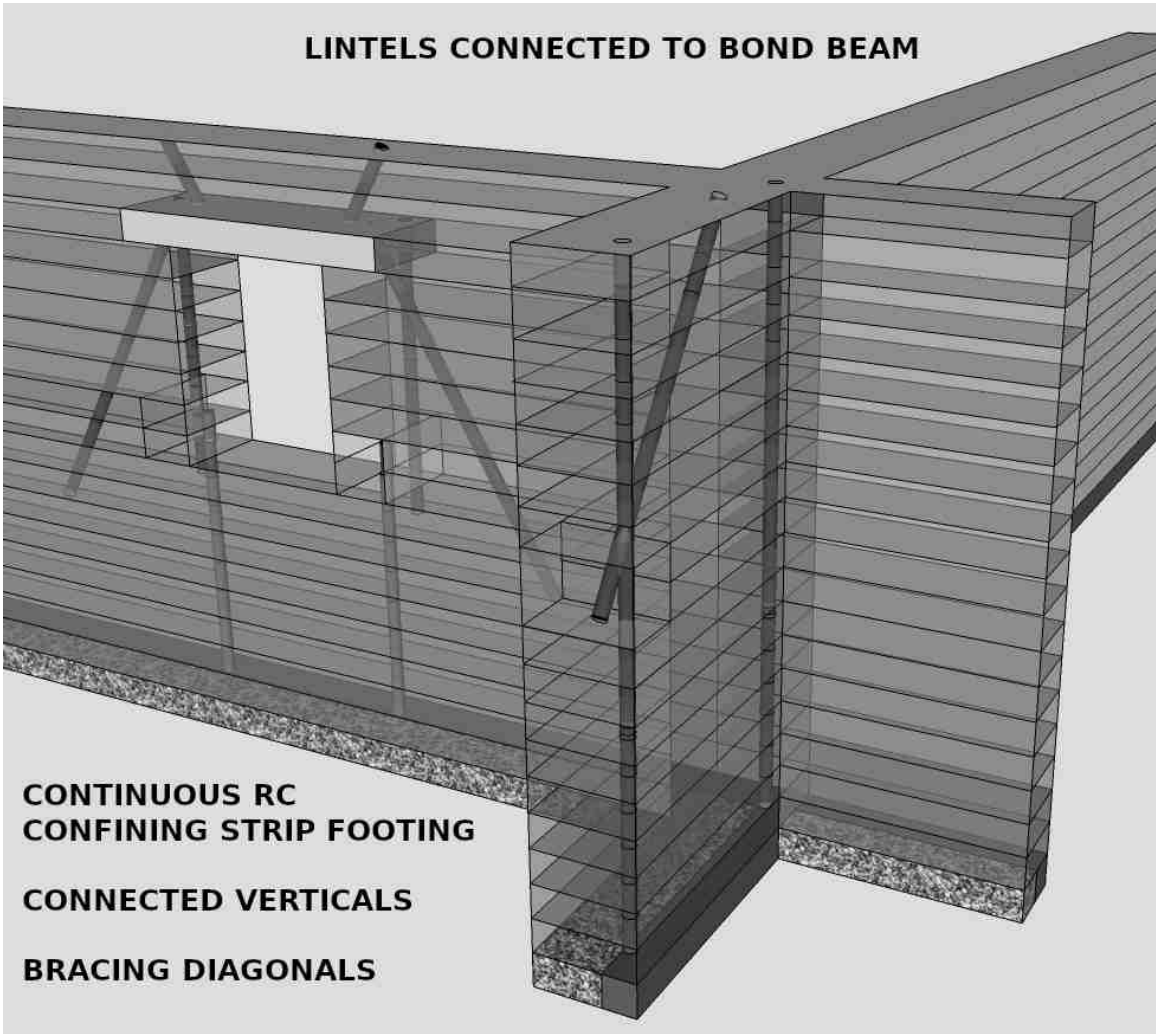 LINTELS CONNECTED TO BOND BEAM
CONTINUOUS RC
CONFINING STRIP FOOTING
CONNECTED VERTICALS
BRACING DIAGONALS